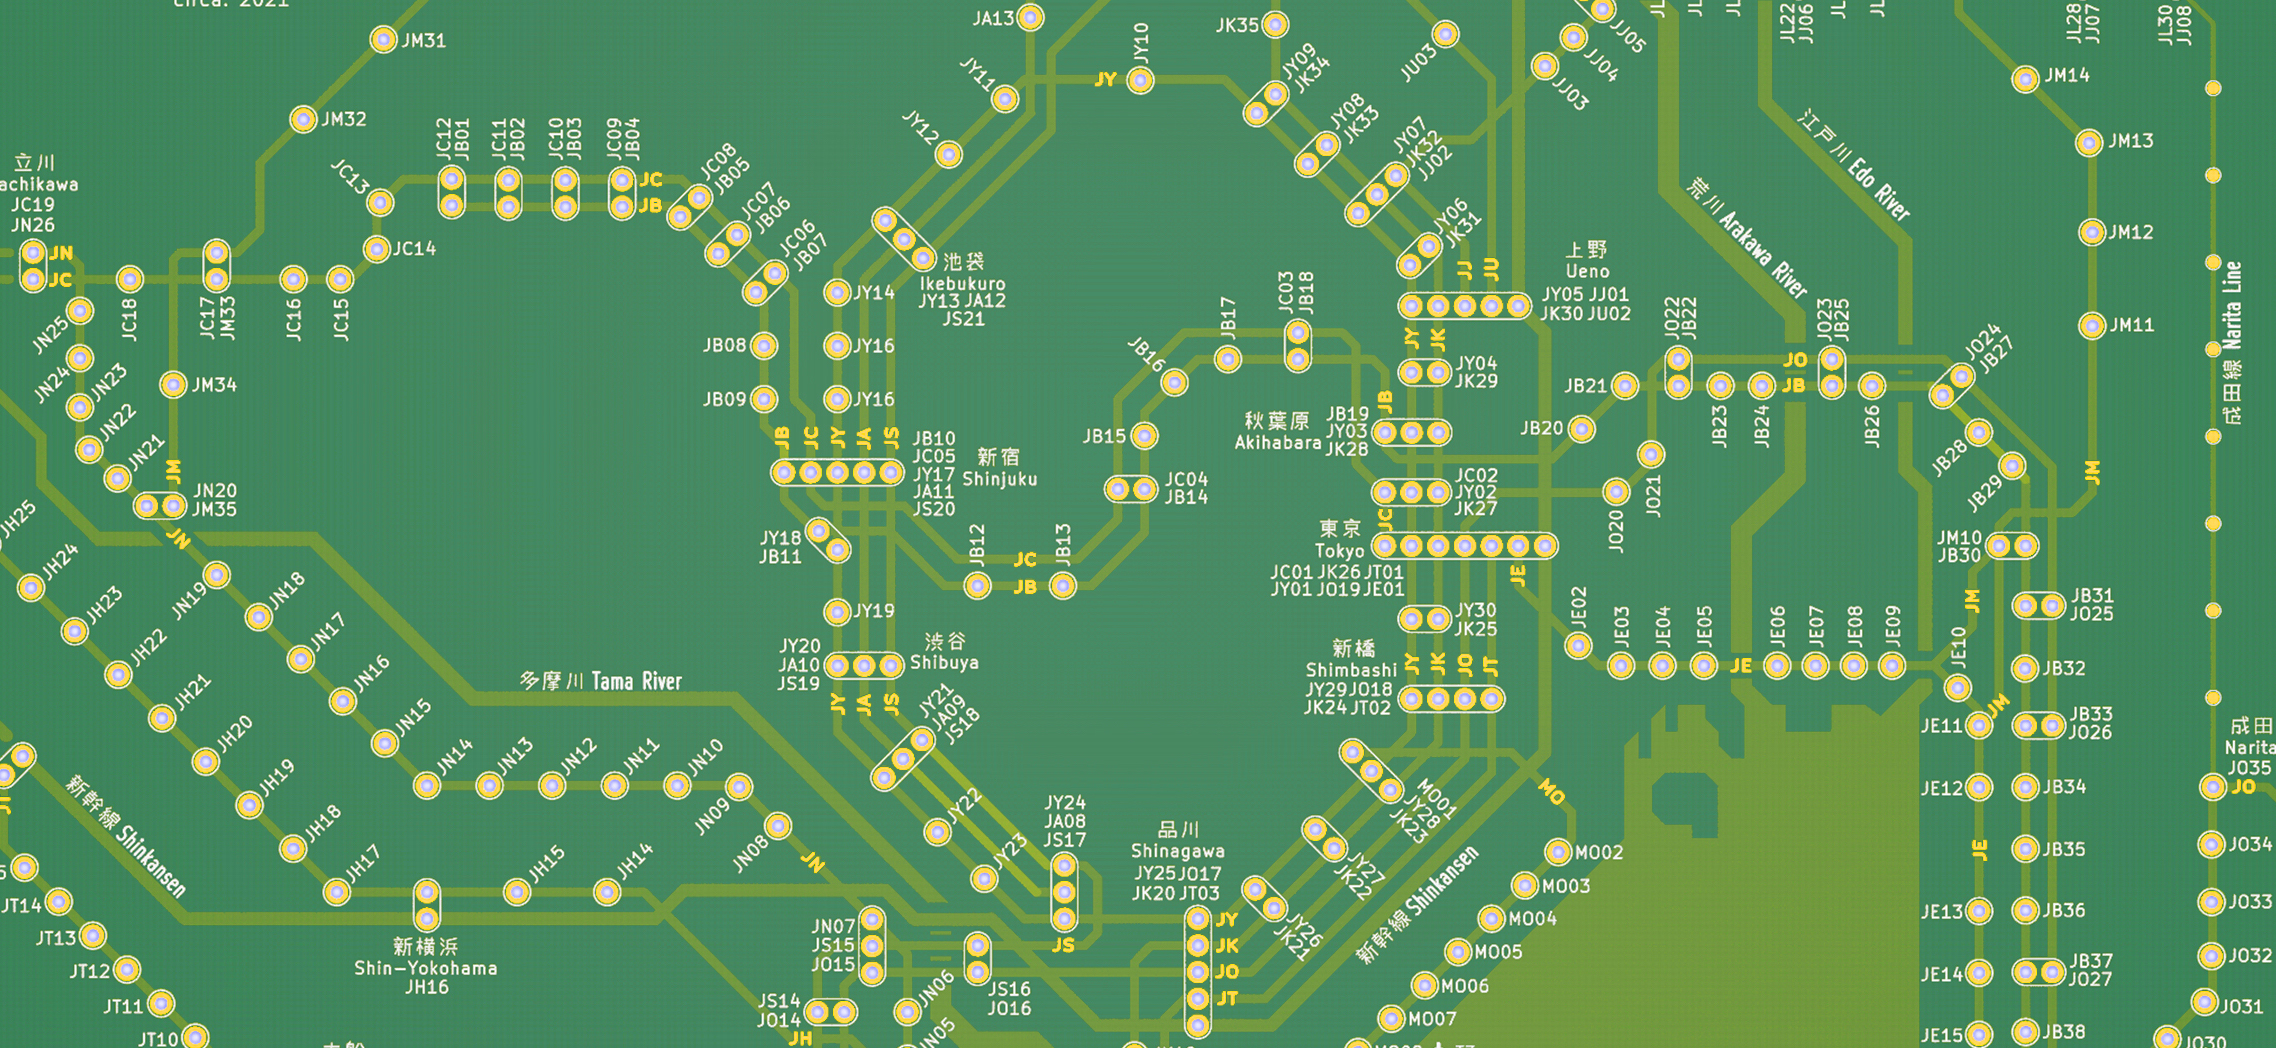 circa. 2021
JM31
JM32
立川
achikawa
JC19
JN26
JN
JC
JN25
JC18
JC17
JM33
JC16
JC15
JC14
JC13
JC12
JB01
JC11
JB02
JC10
JB03
JC09
JB04
JC
JB
JC08
JB05
JC07
JB06
JC06
JB07
JB08
JB09
JN24
JN23
JN22
JN21
JM34
JM
JN20
JM35
JN
JA13
JY10
JY
JY11
JY12
JK35
JY09
JK34
JY08
JK33
JY07
JK32
JJ02
JY06
JK31
JU03
JJ05
JJ04
JJ03
JJ
JU
池袋
Ikebukuro
JY13 JA12
JS21
JY14
JY16
JY16
JB
JC
JY
JA
JS
JB10
JC05
JY17
JA11
JS20
新宿
Shinjuku
JY18
JB11
JY19
JB12
JB13
JC
JB
JC04
JB14
JB15
JB16
JB17
JC03
JB18
上野
Ueno
JY05 JJ01
JK30 JU02
JY
JK
JY04
JK29
JB
秋葉原
Akihabara
JB19
JY03
JK28
JC02
JY02
JK27
JC
東京
Tokyo
JC01 JK26 JT01
JY01 JO19 JE01
JE
JY30
JK25
新橋
Shimbashi
JY29 JO18
JK24 JT02
JY
JK
JO
JT
JB20
JB21
JO20
JO21
JO22
JB22
JB23
JB24
JO
JB
JO23
JB25
JB26
JO24
JB27
JB28
JB29
荒川 Arakawa River
江戸川 Edo River
JL22
JJ06
JL28
JJ07
JL30
JJ08
JM14
JM13
JM12
JM11
JM
JM10
JB30
JM
JB31
JO25
JB32
JB33
JO26
JB34
JB35
JB36
JB37
JO27
JB38
成田線 Narita Line
成田
Narita
JO35
JO
JO34
JO33
JO32
JO31
JO30
JE02
JE03
JE04
JE05
JE
JE06
JE07
JE08
JE09
JE10
JM
JE11
JE12
JE
JE13
JE14
JE15
JH25
JH24
JH23
JH22
JH21
JH20
JH19
JH18
JH17
JH15
JH14
JN19
JN18
JN17
JN16
JN15
JN14
JN13
JN12
JN11
JN10
JN09
JN08
JN
多摩川 Tama River
新幹線 Shinkansen
新横浜
Shin-Yokohama
JH16
JT14
JT13
JT12
JT11
JT10
JY20
JA10
JS19
渋谷
Shibuya
JY
JA
JS
JY21
JA09
JS18
JY22
JY23
JY24
JA08
JS17
JS
JN07
JS15
JO15
JS14
JO14
JH
JN06
JN05
JS16
JO16
品川
Shinagawa
JY25 JO17
JK20 JT03
JY
JK
JO
JT
JY26
JK21
JY27
JK22
MO01
JY28
JK23
MO
新幹線 Shinkansen
MO02
MO03
MO04
MO05
MO06
MO07